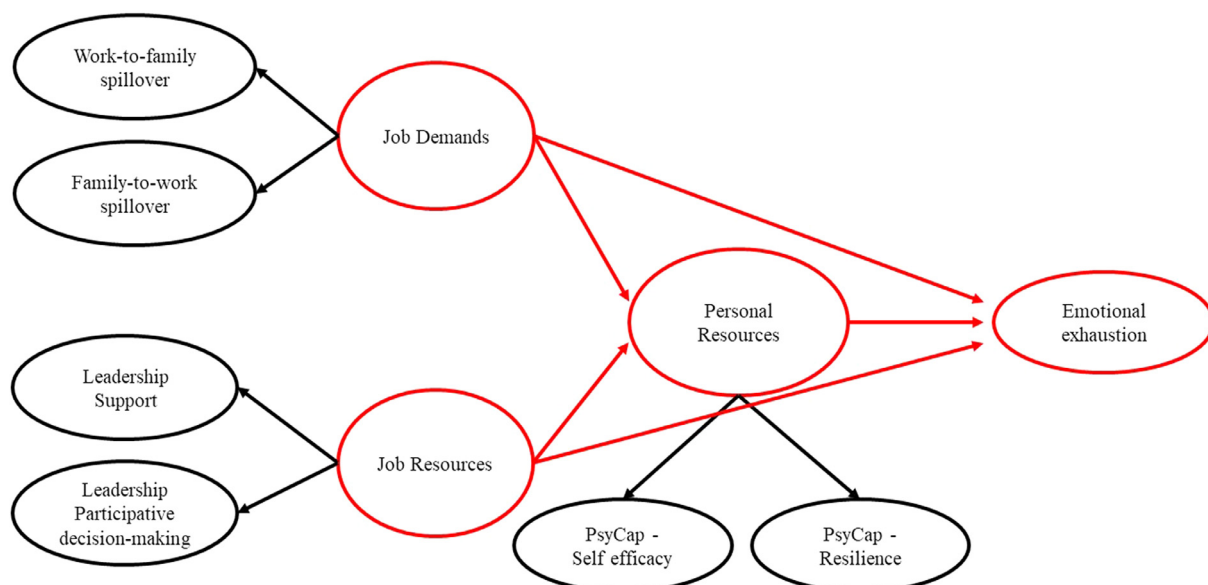 Work-to-family
spillover
Job Demands
Family-to-work
spillover
Personal
Resources
Emotional
exhaustion
Leadership
Support
Job Resources
Leadership
Participative
decision-making
PsyCap -
Self efficacy
PsyCap -
Resilience